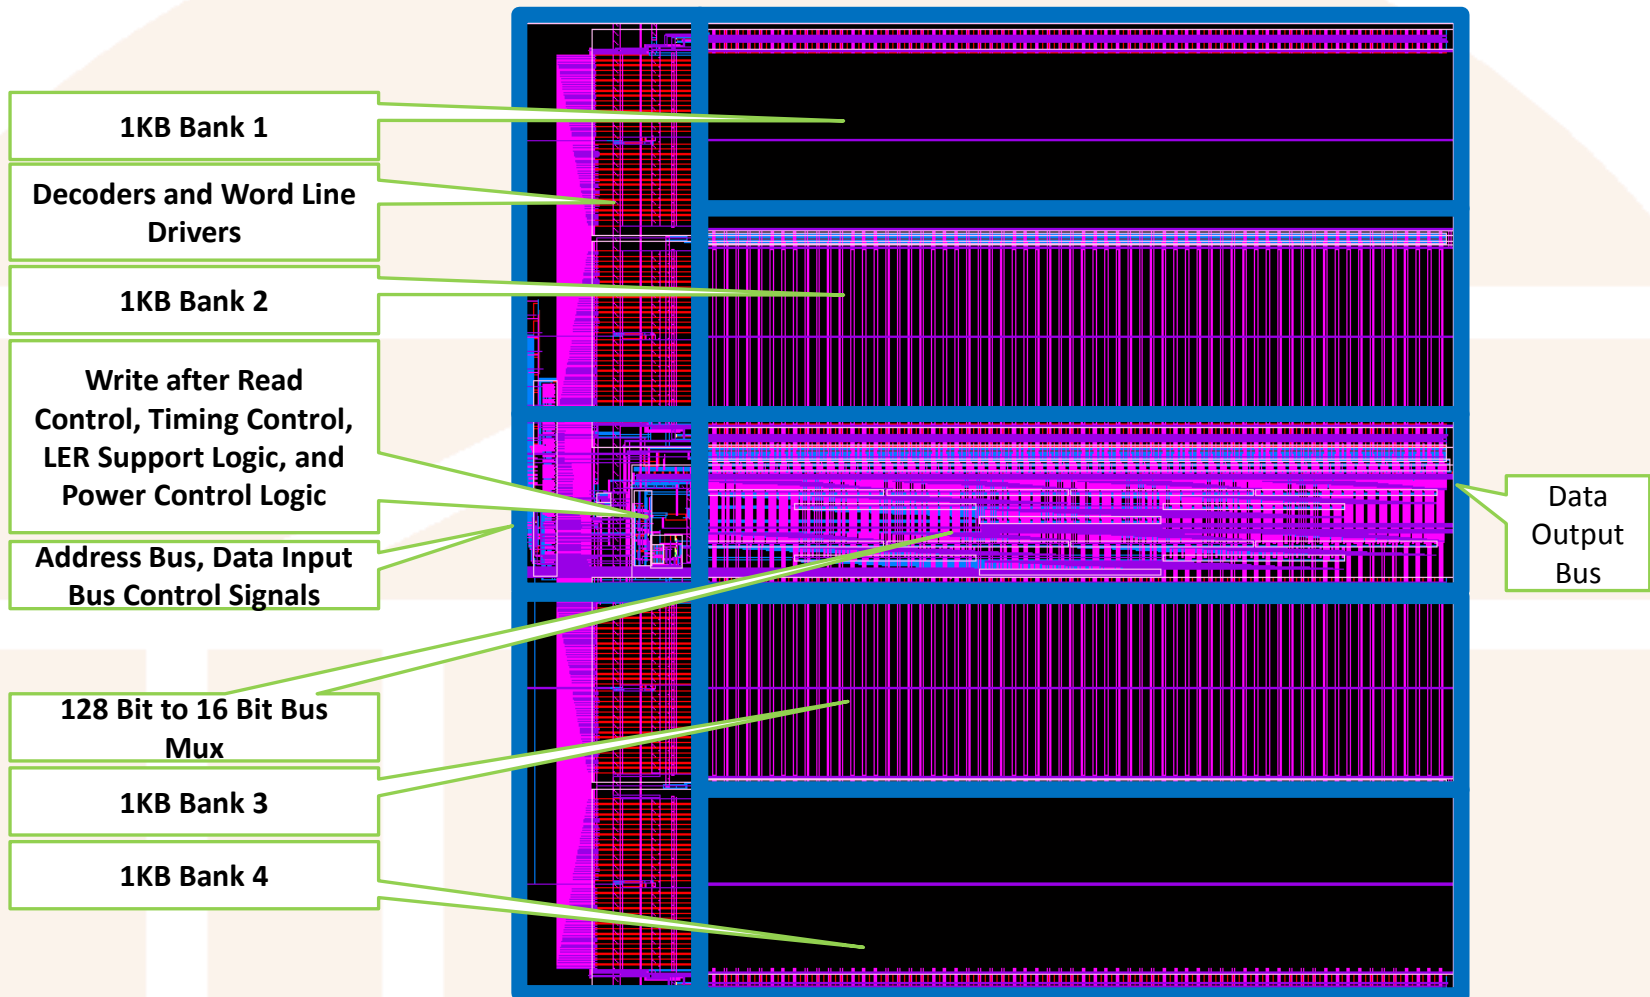 1KB Bank 1
Decoders and Word Line
Drivers
1KB Bank 2
Write after Read
Control, Timing Control,
LER Support Logic, and
Power Control Logic
Address Bus, Data Input
Bus Control Signals
128 Bit to 16 Bit Bus
Mux
1KB Bank 3
1KB Bank 4
Data
Output
Bus